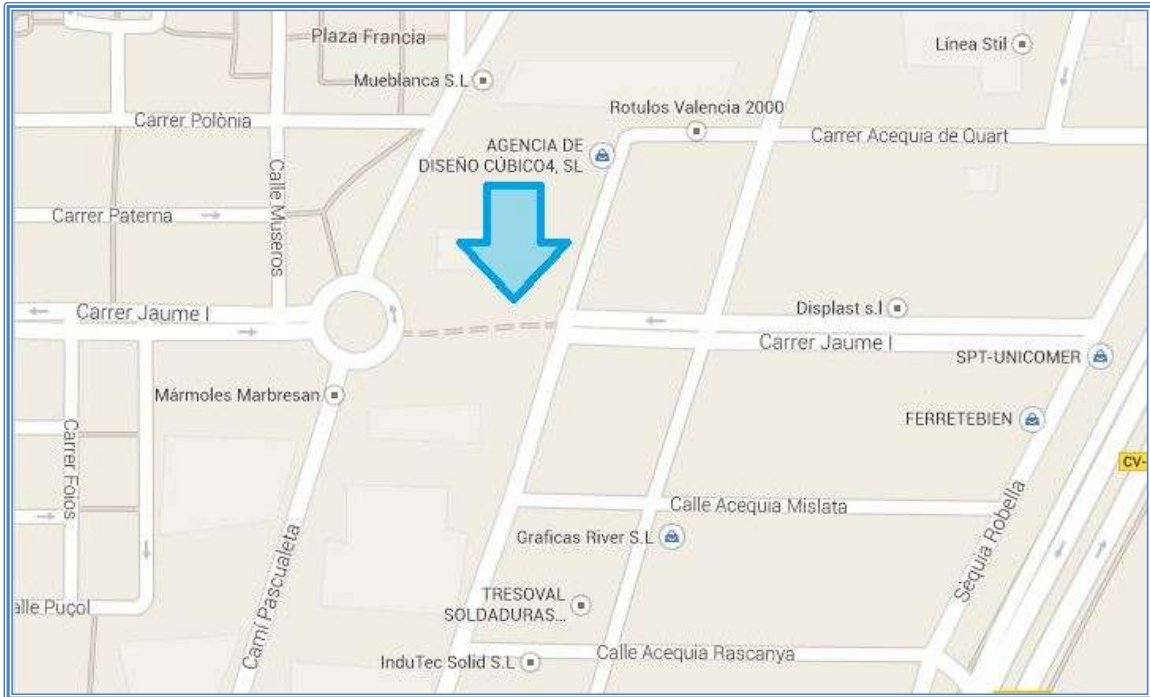 Plaza Francia
Línea Stil
Mueblanca S.L
Rotulos Valencia 2000
Carrer Polònia
Carrer Acequia de Quart
AGENCIA DE
DISEÑO CÚBICO4, SL
Calle Museros
Carrer Paterna
Carrer Jaume I
Displast s.l
Carrer Jaume I
SPT-UNICOMER
Mármoles Marbresan
FERRETEBIEN
Carrer Foios
CV-
Calle Acequia Mislata
Graficas River S.L
Sèquia Robella
Camí Pascualeta
TRESOVAL
SOLDADURAS...
alle Puçol
InduTec Solid S.L
Calle Acequia Rascanya